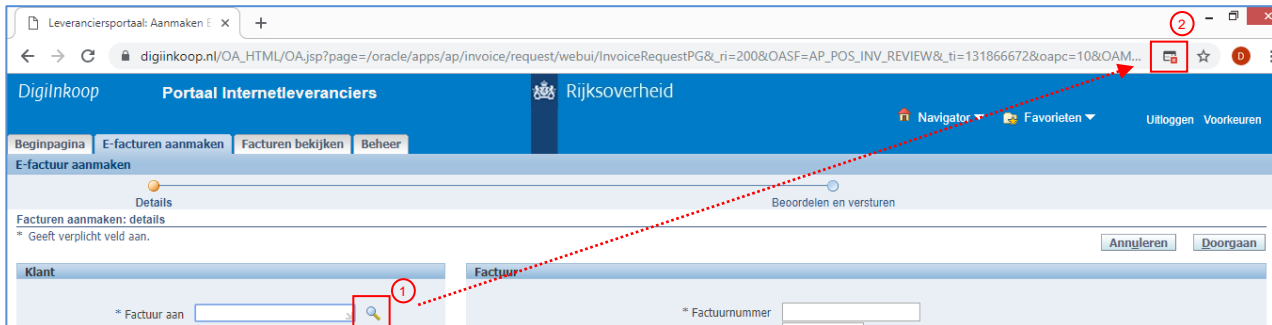 Leveranciersportaal: Aanmaken E
2
digiinkoop.nl/OA_HTML/OA.jsp?page=/oracle/apps/ap/invoice/request/webui/InvoiceRequestPG&_ri=200&OASF=AP_POS_INV_REVIEW&_ti=131866672&oapc=10&OAM...
D
DigiInkoop Portaal Internetleveranciers Rijksoverheid
Navigator Favorieten Uitloggen Voorkeuren
Beginpagina E-facturen aanmaken Facturen bekijken Beheer
E-factuur aanmaken
Details Beoordelen en versturen
Facturen aanmaken: details
* Geeft verplicht veld aan.
Annuleren Doorgaan
Klant Factuur
1
* Factuur aan * Factuurnummer